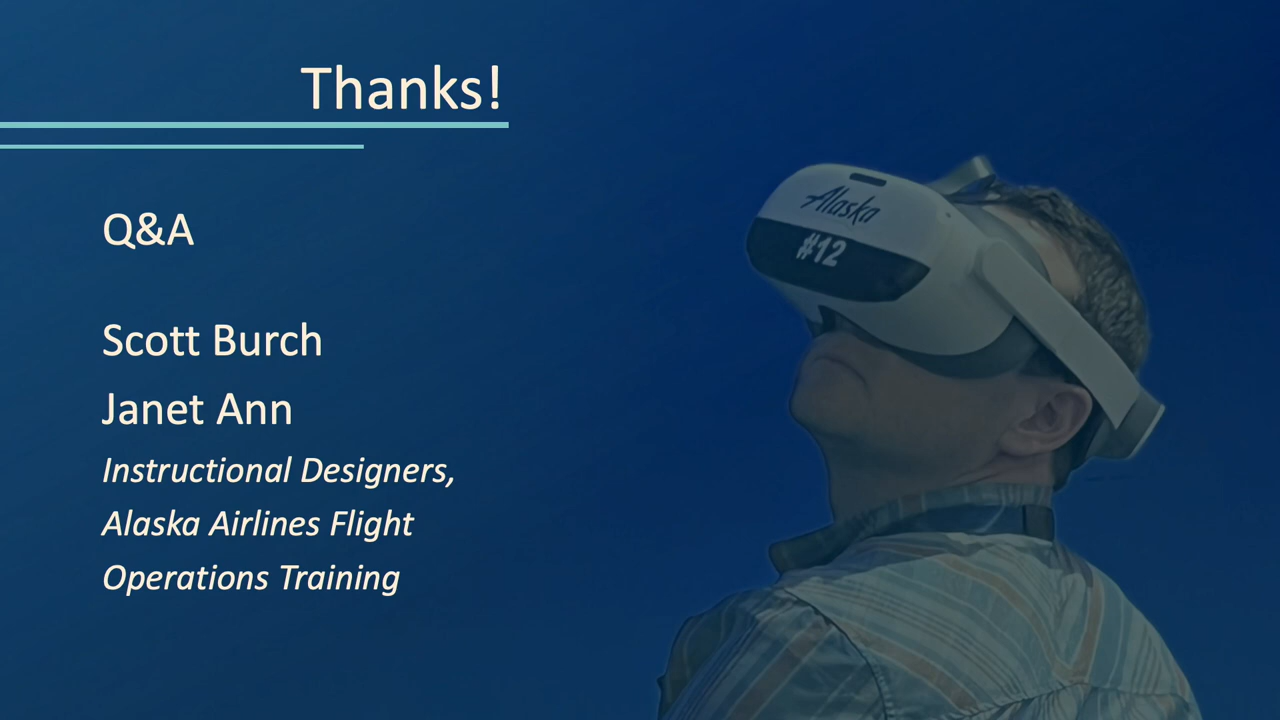 Thanks!
Q&A
Scott Burch
Janet Ann
Instructional Designers,
Alaska Airlines Flight
Operations Training
Alaska
#12